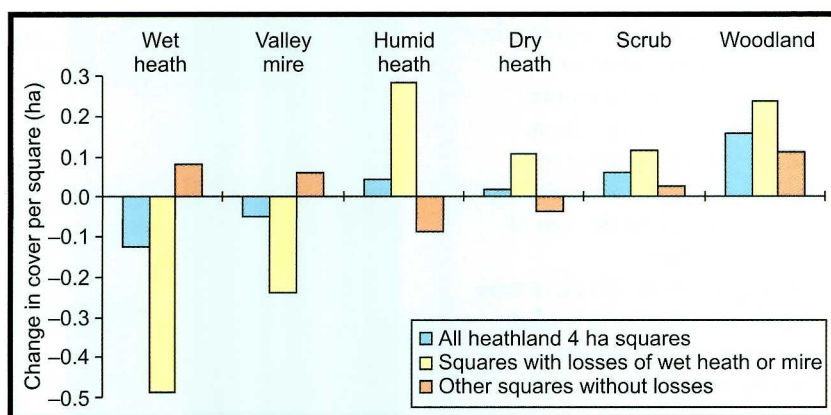 Wet heath
Valley mire
Humid heath
Dry heath
Scrub
Woodland
Change in cover per square (ha)
0.3
0.2
0.1
0.0
–0.1
–0.2
–0.3
–0.4
–0.5
All heathland 4 ha squares
Squares with losses of wet heath or mire
Other squares without losses